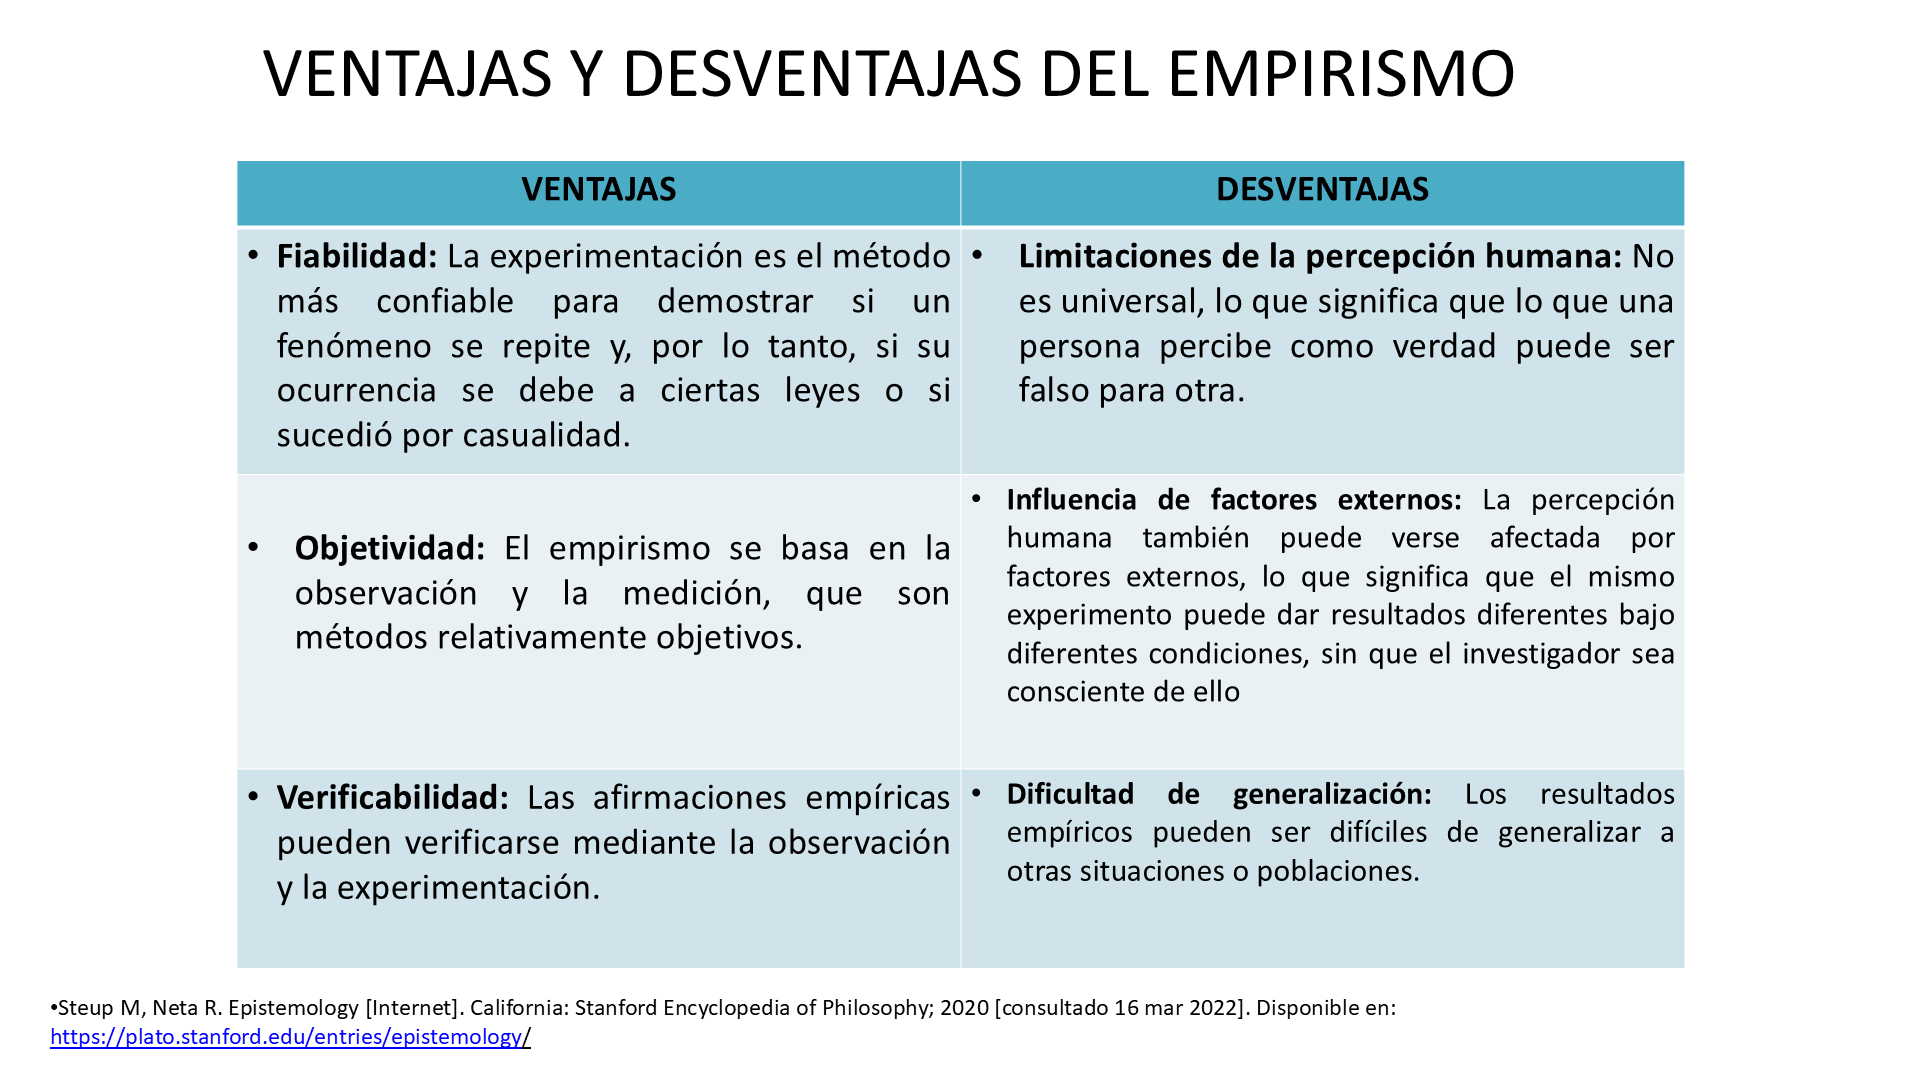 VENTAJAS Y DESVENTAJAS DEL EMPIRISMO
VENTAJAS
DESVENTAJAS
• Fiabilidad: La experimentación es el método
más confiable para demostrar si un
fenómeno se repite y, por lo tanto, si su
ocurrencia se debe a ciertas leyes o si
sucedió por casualidad.
• Limitaciones de la percepción humana: No
es universal, lo que significa que lo que una
persona percibe como verdad puede ser
falso para otra.
• Objetividad: El empirismo se basa en la
observación y la medición, que son
métodos relativamente objetivos.
• Influencia de factores externos: La percepción
humana también puede verse afectada por
factores externos, lo que significa que el mismo
experimento puede dar resultados diferentes bajo
diferentes condiciones, sin que el investigador sea
consciente de ello
• Verificabilidad: Las afirmaciones empíricas
pueden verificarse mediante la observación
y la experimentación.
• Dificultad de generalización: Los resultados
empíricos pueden ser difíciles de generalizar a
otras situaciones o poblaciones.
•Steup M, Neta R. Epistemology [Internet]. California: Stanford Encyclopedia of Philosophy; 2020 [consultado 16 mar 2022]. Disponible en:
https://plato.stanford.edu/entries/epistemology/